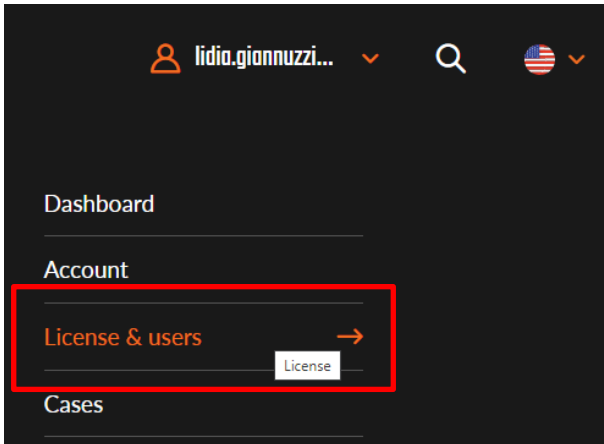 lidia.giannuzzi...
Dashboard
Account
License & users
License
Cases